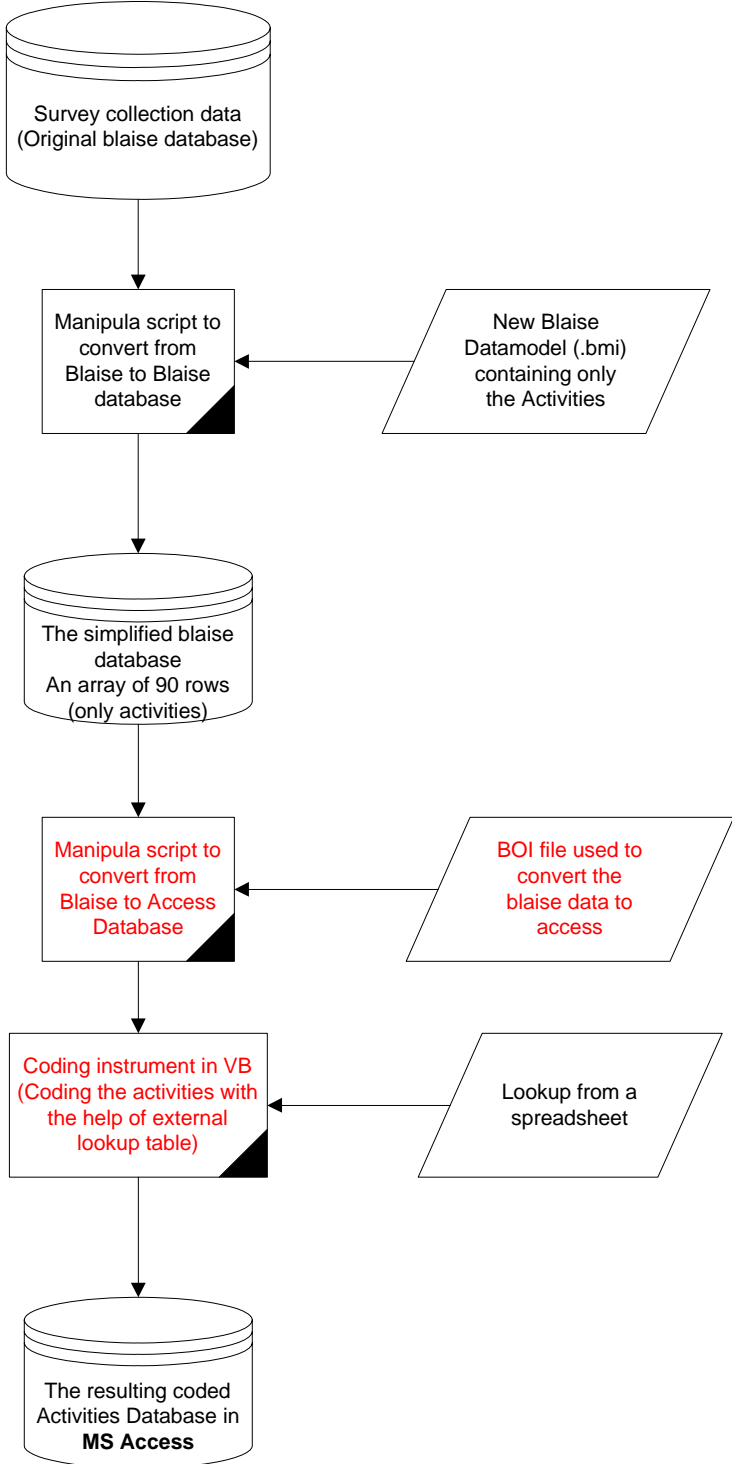 Survey collection data
(Original blaise database)
Manipula script to
convert from
Blaise to Blaise
database
New Blaise
Datamodel (.bmi)
containing only
the Activities
The simplified blaise
database
An array of 90 rows
(only activities)
Manipula script to
convert from
Blaise to Access
Database
BOI file used to
convert the
blaise data to
access
Coding instrument in VB
(Coding the activities with
the help of external
lookup table)
Lookup from a
spreadsheet
The resulting coded
Activities Database in
MS Access